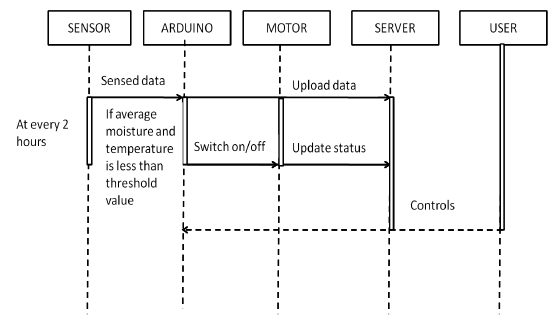 SENSOR
ARDUINO
MOTOR
SERVER
USER
Sensed data
Upload data
At every 2
hours
If average
moisture and
temperature
is less than
threshold
value
Switch on/off
Update status
Controls